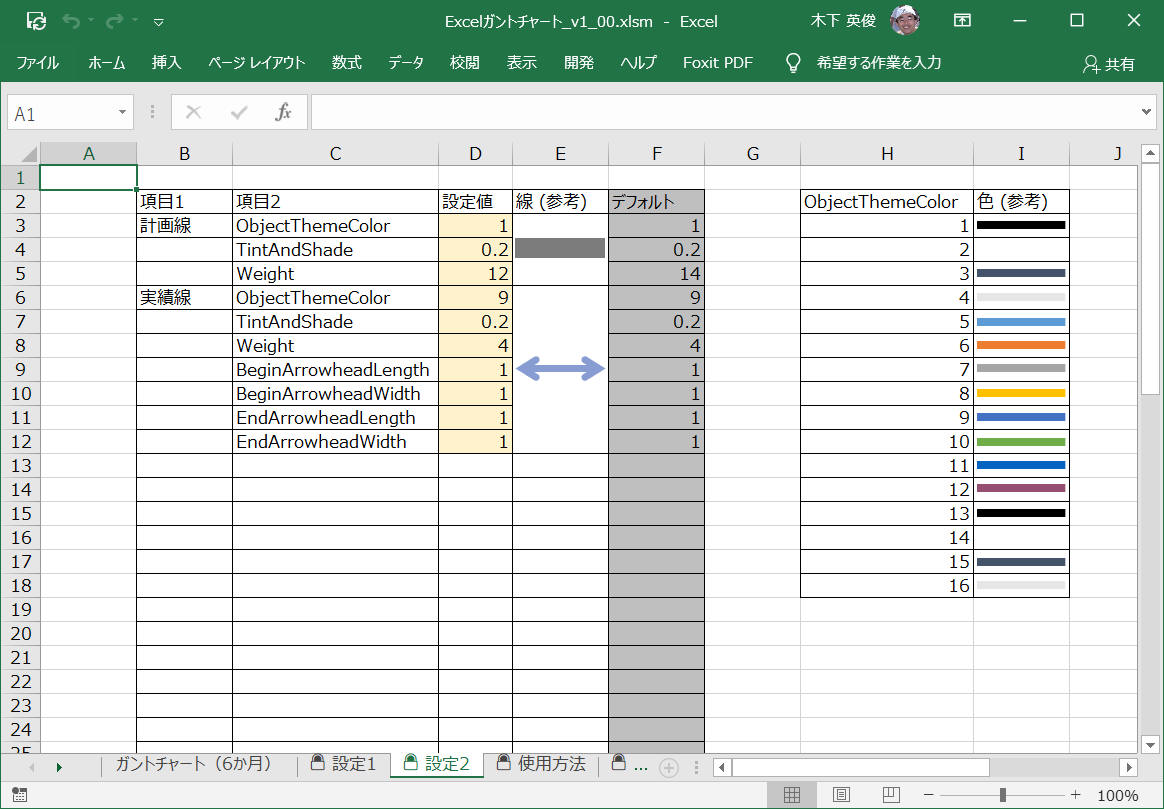 Excelガントチャート_v1_00.xlsm - Excel 木下 英俊
ファイル ホーム 挿入 ページ レイアウト 数式 データ 校閲 表示 開発 ヘルプ Foxit PDF 希望する作業を入力 共有
A1 fx
A B C D E F G H I J
1
2 項目1 項目2 設定値 線 (参考) デフォルト ObjectThemeColor 色 (参考)
3 計画線 ObjectThemeColor 1 1 1
4 TintAndShade 0.2 0.2 2
5 Weight 12 14 3
6 実績線 ObjectThemeColor 9 9 4
7 TintAndShade 0.2 0.2 5
8 Weight 4 4 6
9 BeginArrowheadLength 1 1 7
10 BeginArrowheadWidth 1 1 8
11 EndArrowheadLength 1 1 9
12 EndArrowheadWidth 1 1 10
13 11
14 12
15 13
16 14
17 15
18 16
19
20
21
22
23
24
25
ガントチャート（6か月） 設定1 設定2 使用方法 ...
100%